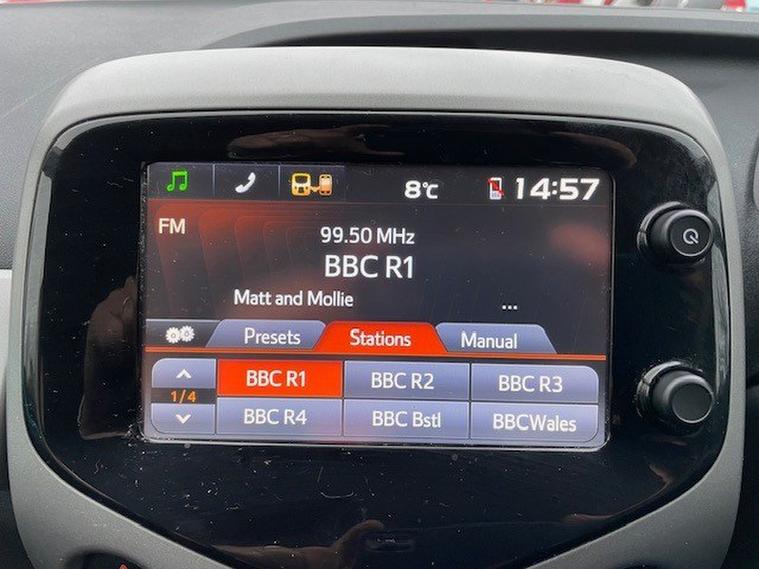 8°C 14:57
FM
99.50 MHz
BBC R1
Matt and Mollie ...
Presets Stations Manual
BBC R1 BBC R2 BBC R3
1/4
BBC R4 BBC Bstl BBCWales